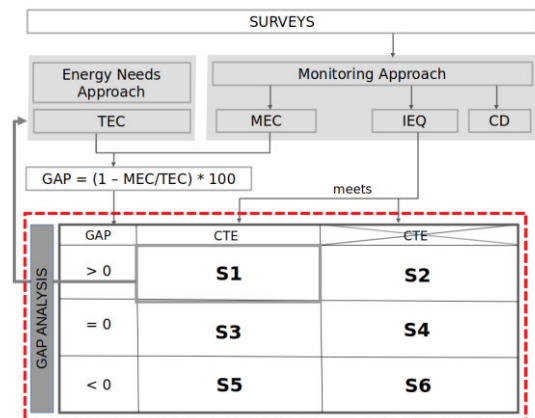 SURVEYS
Energy Needs
Approach
Monitoring Approach
TEC
MEC
IEQ
CD
GAP = (1 – MEC/TEC) * 100
meets
GAP ANALYSIS
GAP
CTE
CTE
> 0
S1
S2
= 0
S3
S4
< 0
S5
S6